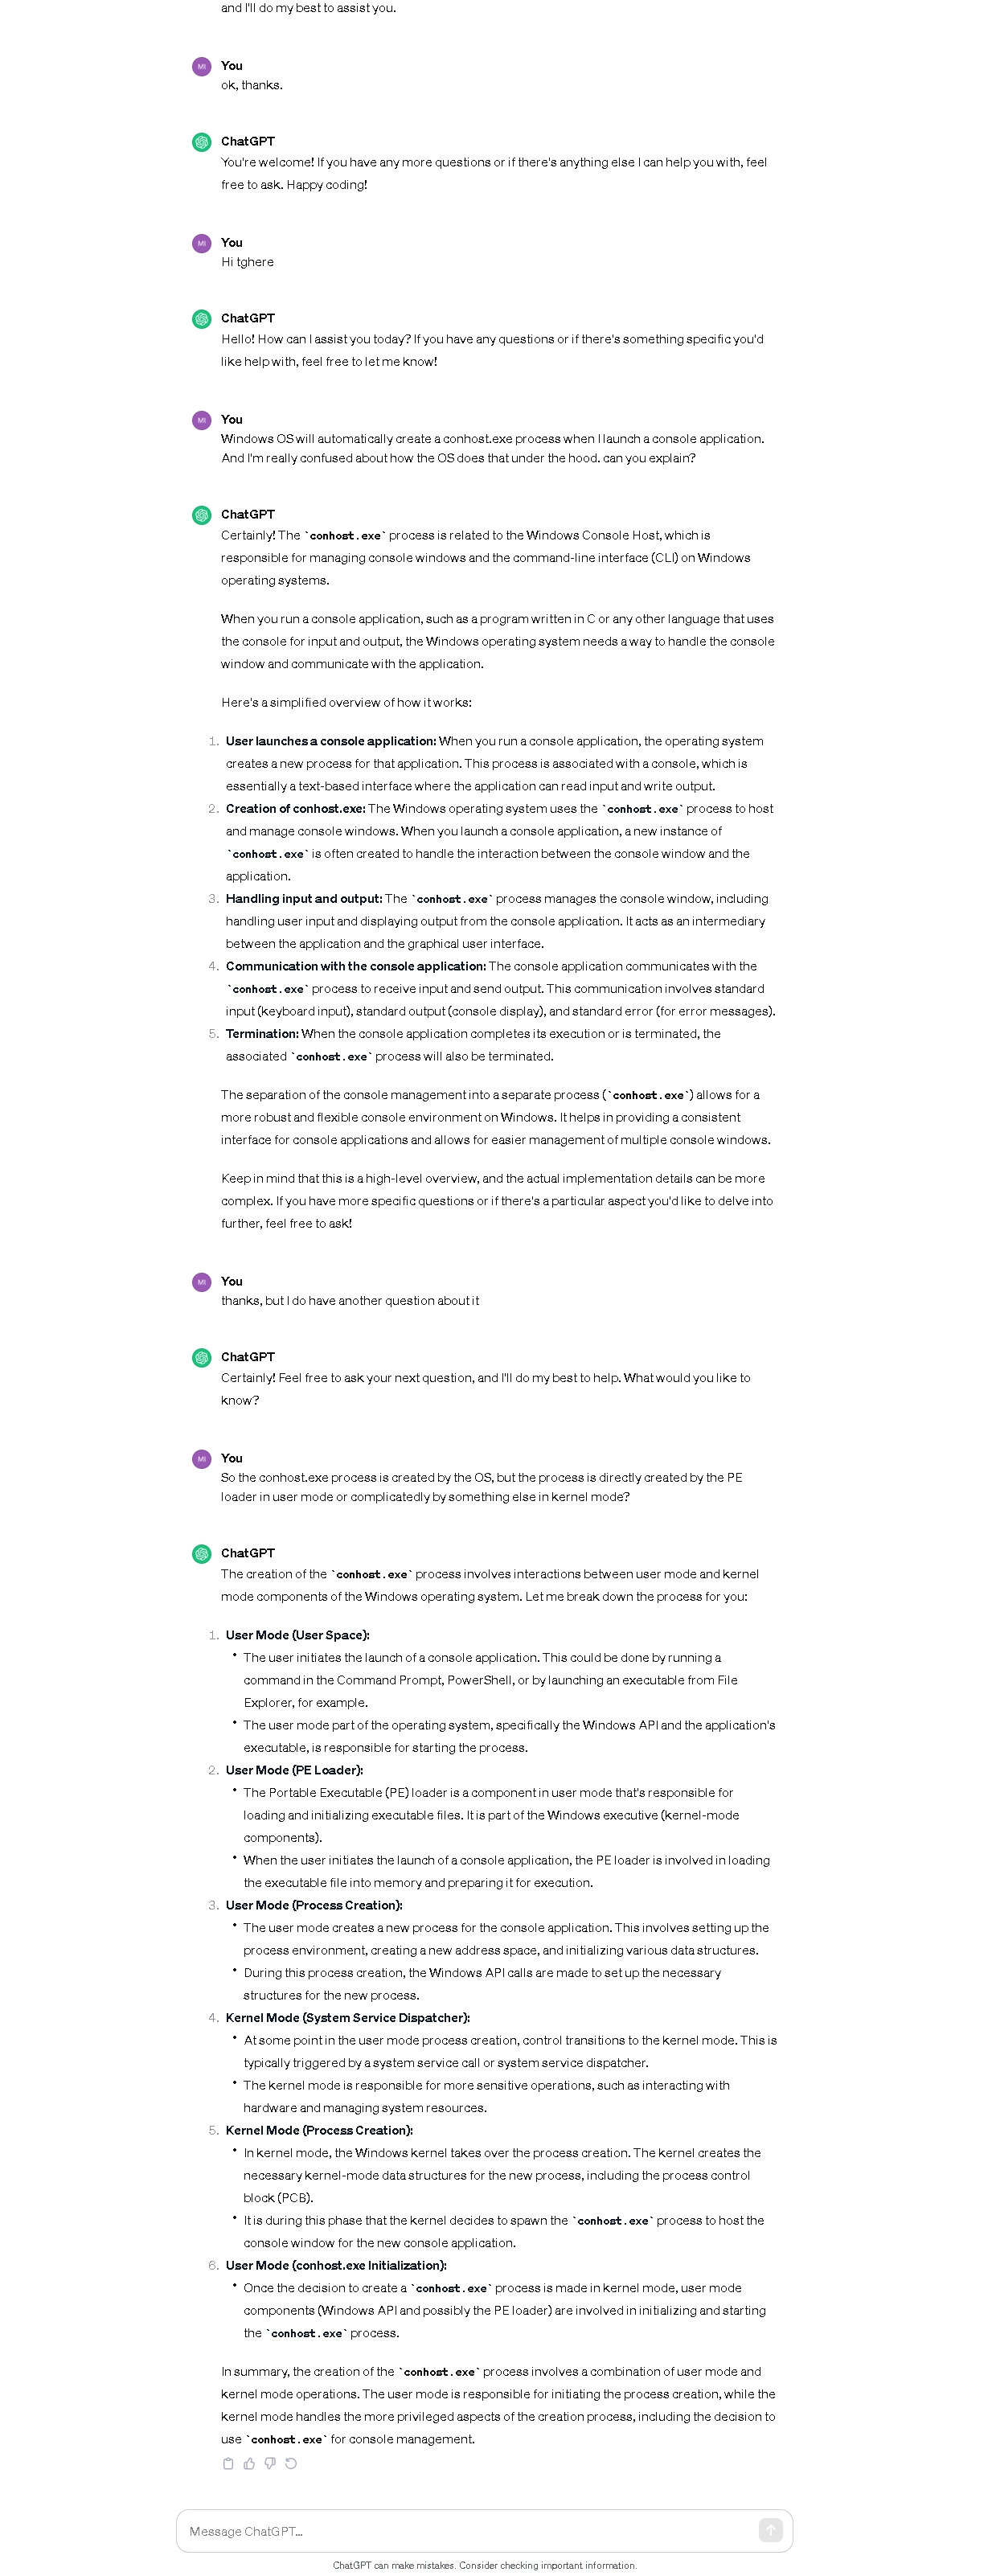 and I'll do my best to assist you.
MI
You
ok, thanks.
ChatGPT
You're welcome! If you have any more questions or if there's anything else I can help you with, feel
free to ask. Happy coding!
MI
You
Hi tghere
ChatGPT
Hello! How can I assist you today? If you have any questions or if there's something specific you'd
like help with, feel free to let me know!
MI
You
Windows OS will automatically create a conhost.exe process when I launch a console application.
And I'm really confused about how the OS does that under the hood. can you explain?
ChatGPT
Certainly! The `conhost.exe` process is related to the Windows Console Host, which is
responsible for managing console windows and the command-line interface (CLI) on Windows
operating systems.
When you run a console application, such as a program written in C or any other language that uses
the console for input and output, the Windows operating system needs a way to handle the console
window and communicate with the application.
Here's a simplified overview of how it works:
1. User launches a console application: When you run a console application, the operating system
creates a new process for that application. This process is associated with a console, which is
essentially a text-based interface where the application can read input and write output.
2. Creation of conhost.exe: The Windows operating system uses the `conhost.exe` process to host
and manage console windows. When you launch a console application, a new instance of
`conhost.exe` is often created to handle the interaction between the console window and the
application.
3. Handling input and output: The `conhost.exe` process manages the console window, including
handling user input and displaying output from the console application. It acts as an intermediary
between the application and the graphical user interface.
4. Communication with the console application: The console application communicates with the
`conhost.exe` process to receive input and send output. This communication involves standard
input (keyboard input), standard output (console display), and standard error (for error messages).
5. Termination: When the console application completes its execution or is terminated, the
associated `conhost.exe` process will also be terminated.
The separation of the console management into a separate process (`conhost.exe`) allows for a
more robust and flexible console environment on Windows. It helps in providing a consistent
interface for console applications and allows for easier management of multiple console windows.
Keep in mind that this is a high-level overview, and the actual implementation details can be more
complex. If you have more specific questions or if there's a particular aspect you'd like to delve into
further, feel free to ask!
MI
You
thanks, but I do have another question about it
ChatGPT
Certainly! Feel free to ask your next question, and I'll do my best to help. What would you like to
know?
MI
You
So the conhost.exe process is created by the OS, but the process is directly created by the PE
loader in user mode or complicatedly by something else in kernel mode?
ChatGPT
The creation of the `conhost.exe` process involves interactions between user mode and kernel
mode components of the Windows operating system. Let me break down the process for you:
1. User Mode (User Space):
• The user initiates the launch of a console application. This could be done by running a
command in the Command Prompt, PowerShell, or by launching an executable from File
Explorer, for example.
• The user mode part of the operating system, specifically the Windows API and the application's
executable, is responsible for starting the process.
2. User Mode (PE Loader):
• The Portable Executable (PE) loader is a component in user mode that's responsible for
loading and initializing executable files. It is part of the Windows executive (kernel-mode
components).
• When the user initiates the launch of a console application, the PE loader is involved in loading
the executable file into memory and preparing it for execution.
3. User Mode (Process Creation):
• The user mode creates a new process for the console application. This involves setting up the
process environment, creating a new address space, and initializing various data structures.
• During this process creation, the Windows API calls are made to set up the necessary
structures for the new process.
4. Kernel Mode (System Service Dispatcher):
• At some point in the user mode process creation, control transitions to the kernel mode. This is
typically triggered by a system service call or system service dispatcher.
• The kernel mode is responsible for more sensitive operations, such as interacting with
hardware and managing system resources.
5. Kernel Mode (Process Creation):
• In kernel mode, the Windows kernel takes over the process creation. The kernel creates the
necessary kernel-mode data structures for the new process, including the process control
block (PCB).
• It is during this phase that the kernel decides to spawn the `conhost.exe` process to host the
console window for the new console application.
6. User Mode (conhost.exe Initialization):
• Once the decision to create a `conhost.exe` process is made in kernel mode, user mode
components (Windows API and possibly the PE loader) are involved in initializing and starting
the `conhost.exe` process.
In summary, the creation of the `conhost.exe` process involves a combination of user mode and
kernel mode operations. The user mode is responsible for initiating the process creation, while the
kernel mode handles the more privileged aspects of the creation process, including the decision to
use `conhost.exe` for console management.
Message ChatGPT...
ChatGPT can make mistakes. Consider checking important information.